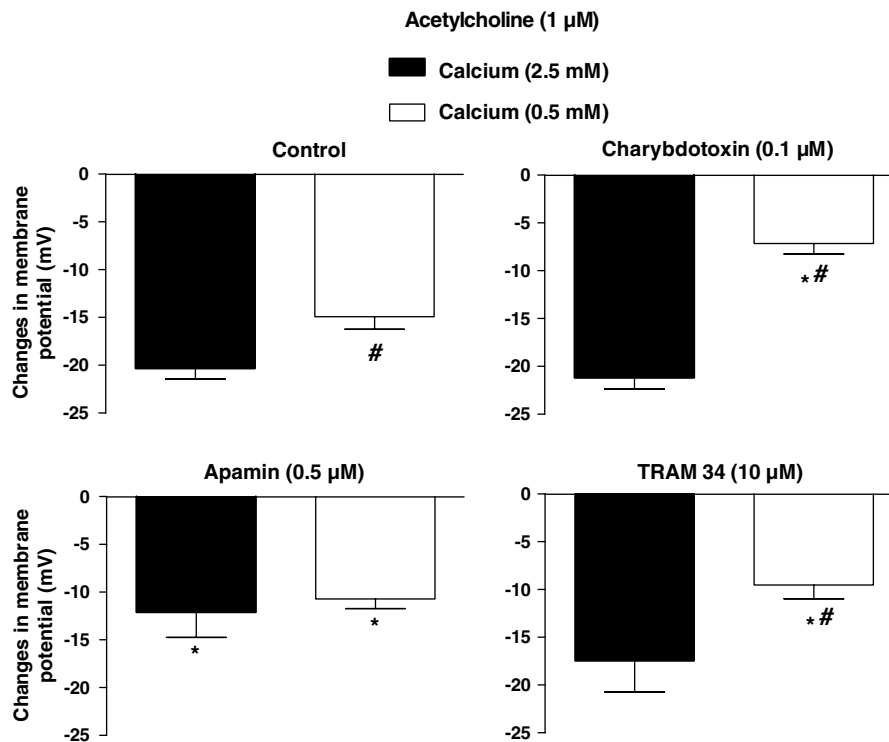 Acetylcholine (1 µM)
Calcium (2.5 mM)
Calcium (0.5 mM)
Control
Changes in membrane
potential (mV)
0
-5
-10
-15
-20
-25
#
Charybdotoxin (0.1 µM)
0
-5
-10
-15
-20
-25
* #
Apamin (0.5 µM)
Changes in membrane
potential (mV)
0
-5
-10
-15
-20
-25
*
*
TRAM 34 (10 µM)
0
-5
-10
-15
-20
-25
* #